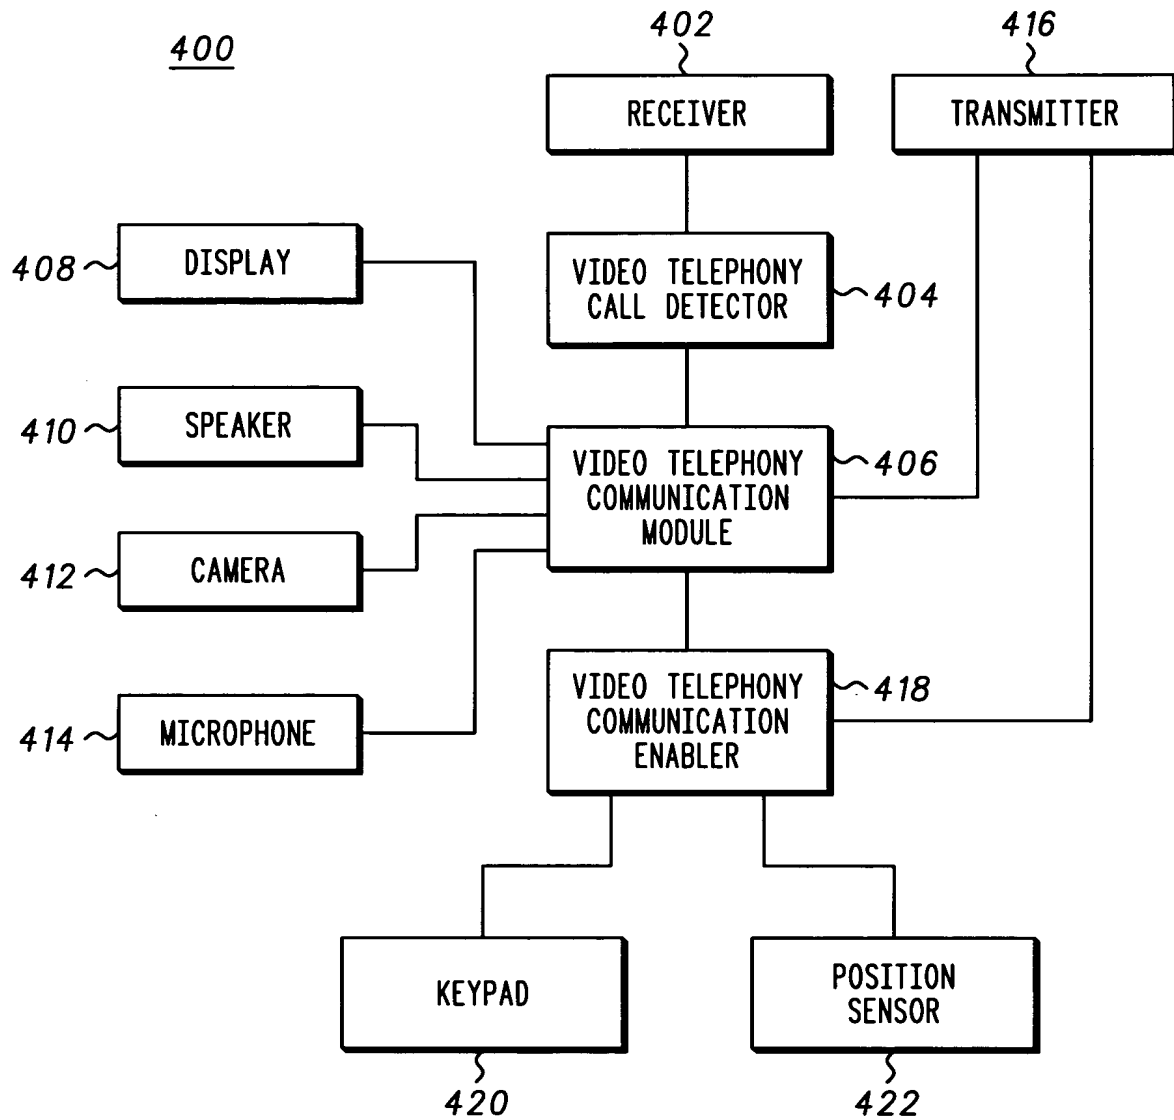 400
402
416
RECEIVER
TRANSMITTER
408
DISPLAY
VIDEO TELEPHONY
CALL DETECTOR
404
410
SPEAKER
VIDEO TELEPHONY
COMMUNICATION
MODULE
406
412
CAMERA
414
MICROPHONE
VIDEO TELEPHONY
COMMUNICATION
ENABLER
418
KEYPAD
POSITION
SENSOR
420
422